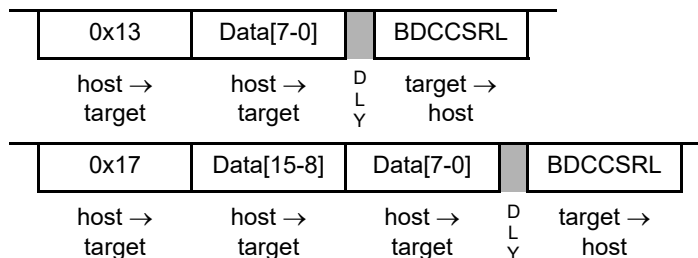 0x13 Data[7-0] BDCCSRL
host → host → D target →
target target L host
Y
0x17 Data[15-8] Data[7-0] BDCCSRL
host → host → host → D target →
target target target L host
Y